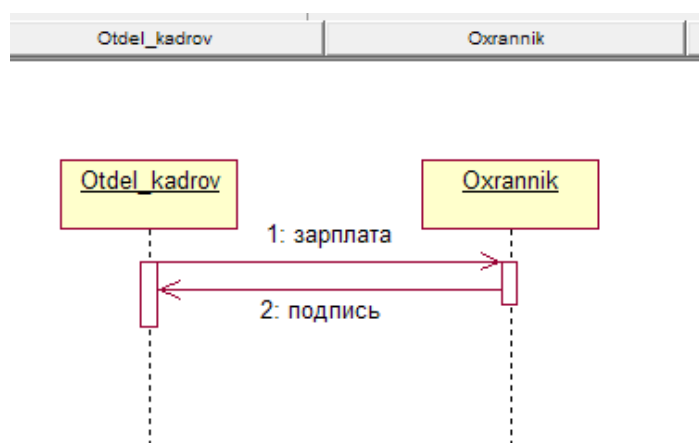 Otdel_kadrov
Oxrannik
Otdel_kadrov
Oxrannik
1: зарплата
2: подпись